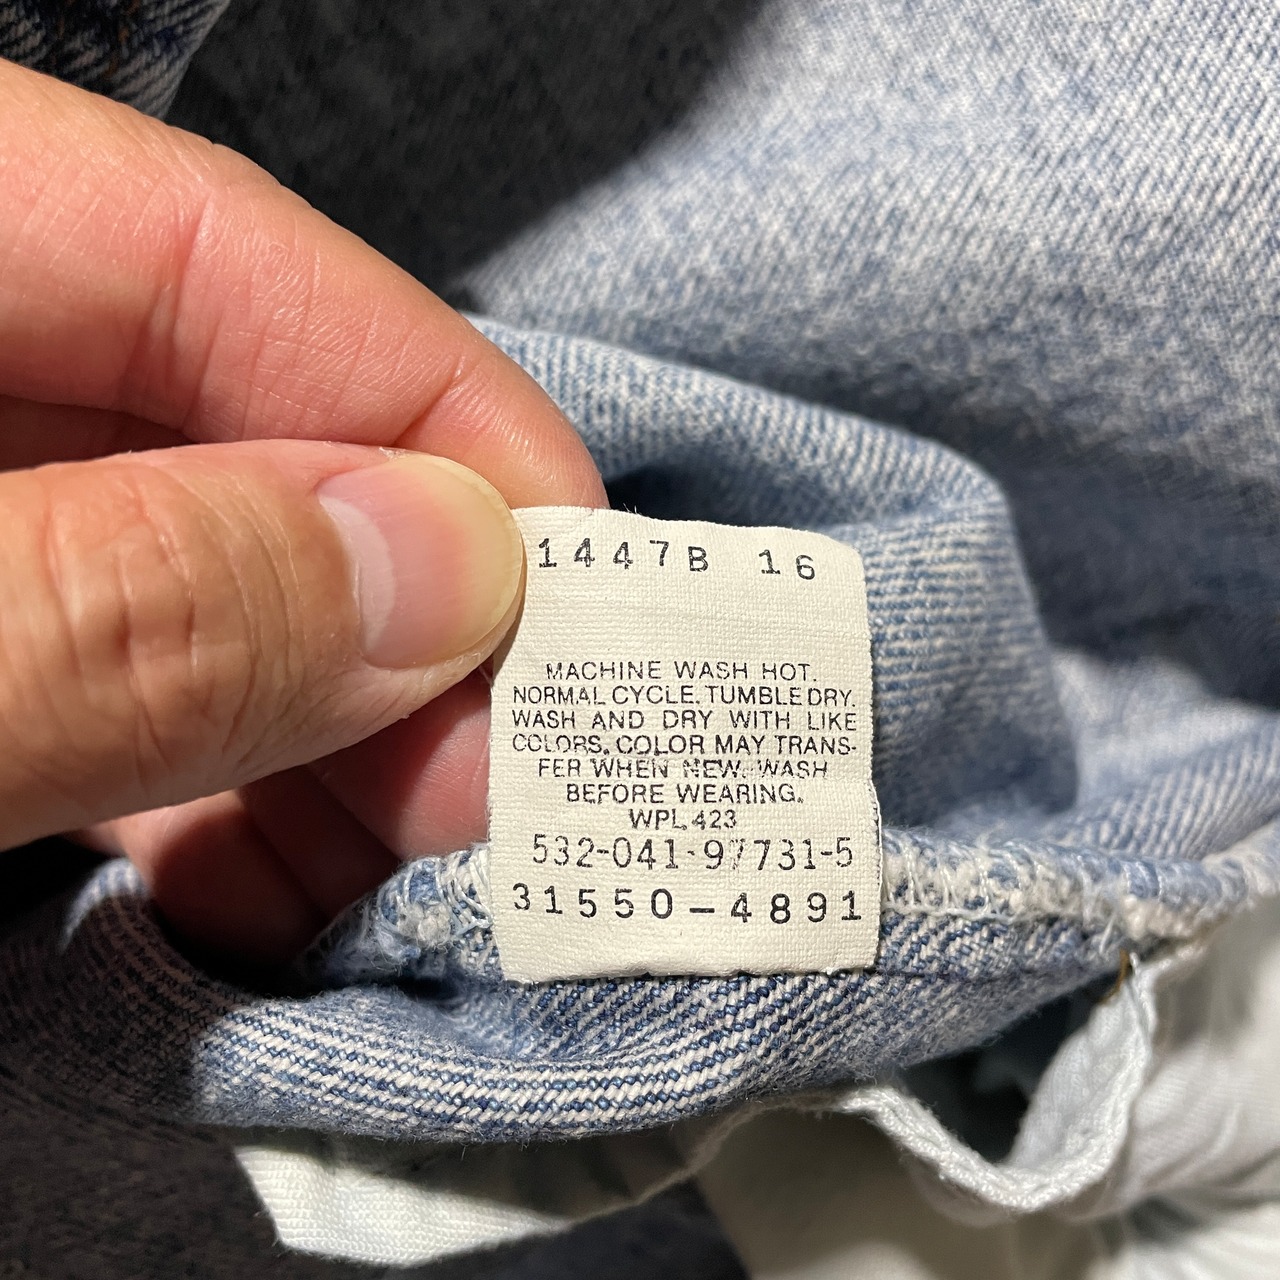 1447B 16
MACHINE WASH HOT.
NORMAL CYCLE. TUMBLE DRY.
WASH AND DRY WITH LIKE
COLORS. COLOR MAY TRANS-
FER WHEN NEW. WASH
BEFORE WEARING.
WPL 423
532-041-97731-5
31550-4891